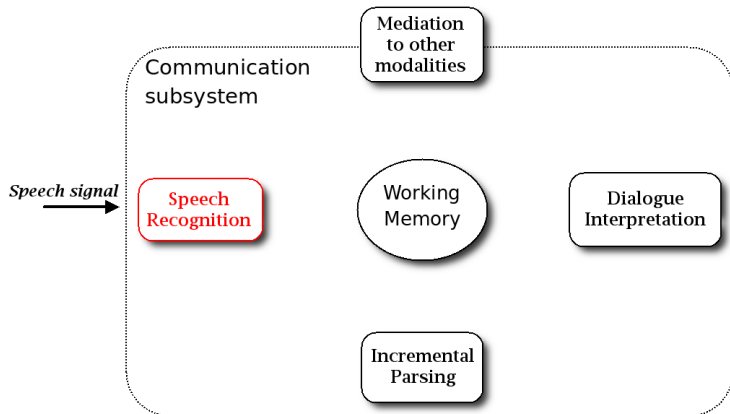 Mediation
to other
modalities
Communication
subsystem
Speech signal
Speech
Recognition
Working
Memory
Dialogue
Interpretation
Incremental
Parsing